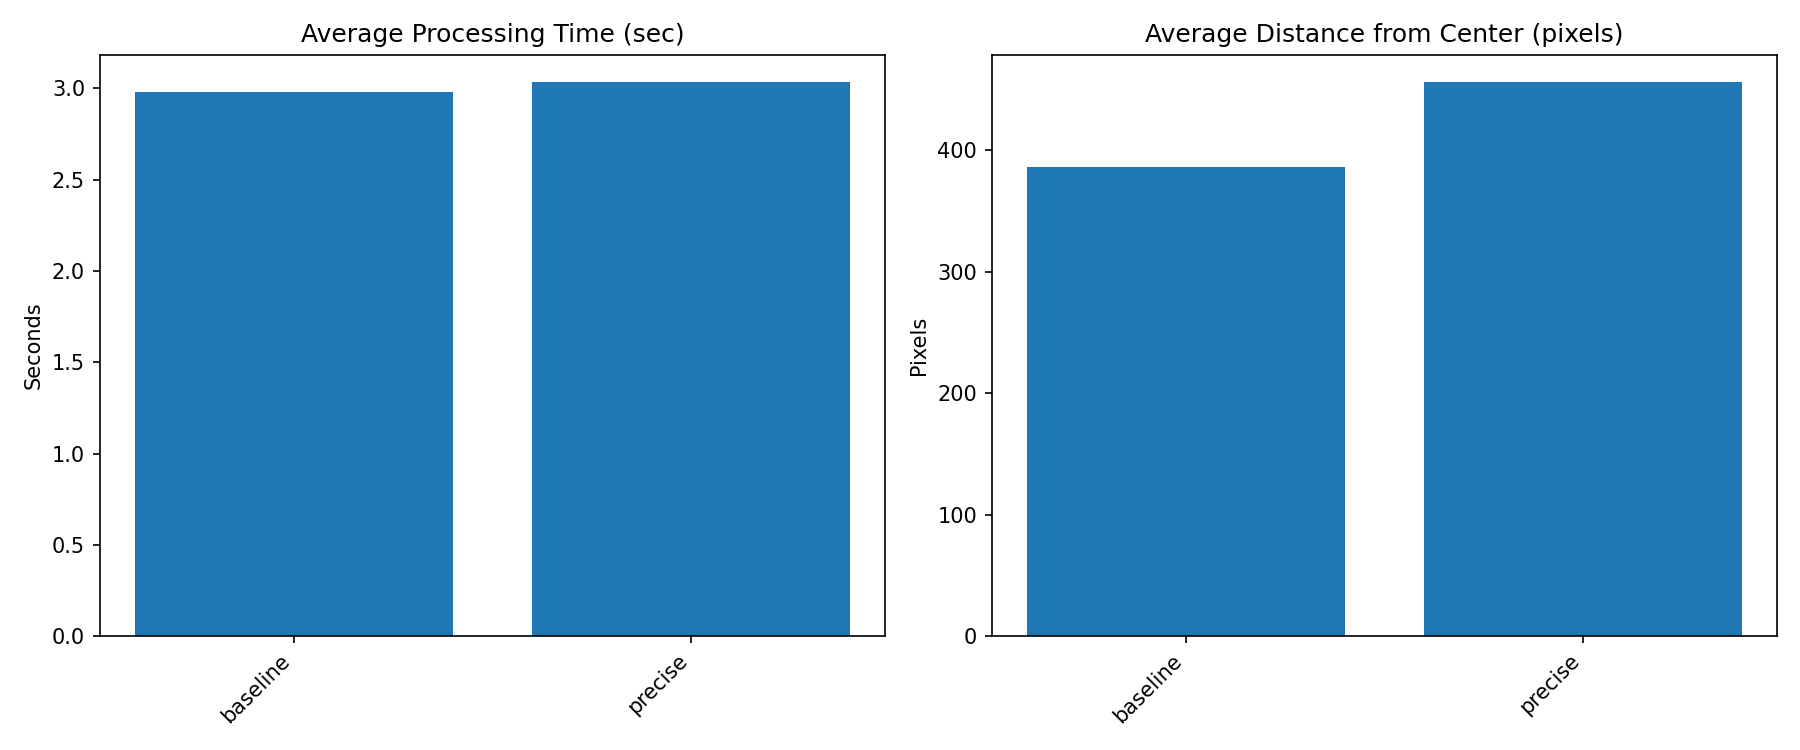 Average Processing Time (sec)
Seconds
3.0
2.5
2.0
1.5
1.0
0.5
0.0
baseline
precise
Average Distance from Center (pixels)
Pixels
400
300
200
100
0
baseline
precise